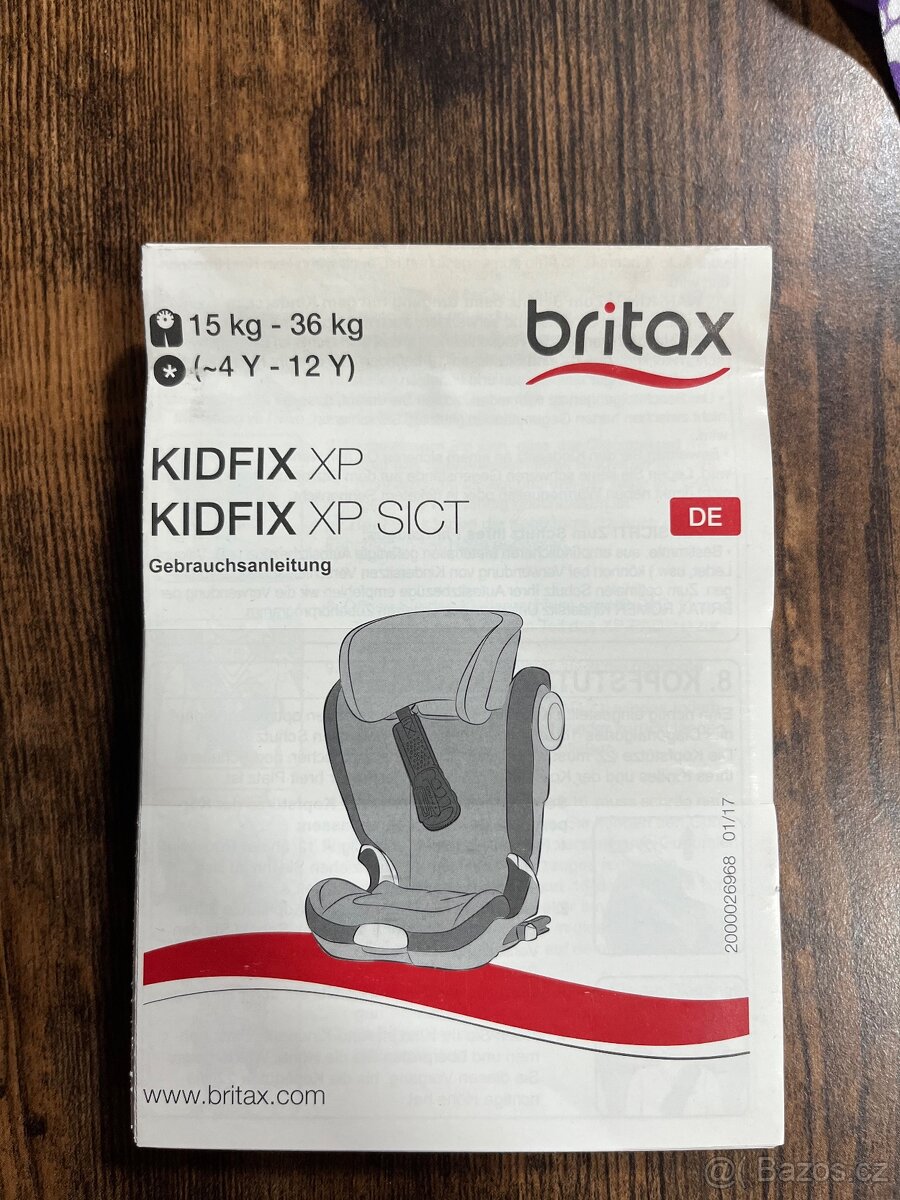 15 kg - 36 kg
(~4 Y - 12 Y)
britax
KIDFIX XP
KIDFIX XP SICT
DE
Gebrauchsanleitung
2000026968 01/17
www.britax.com
@ Bazos.cz